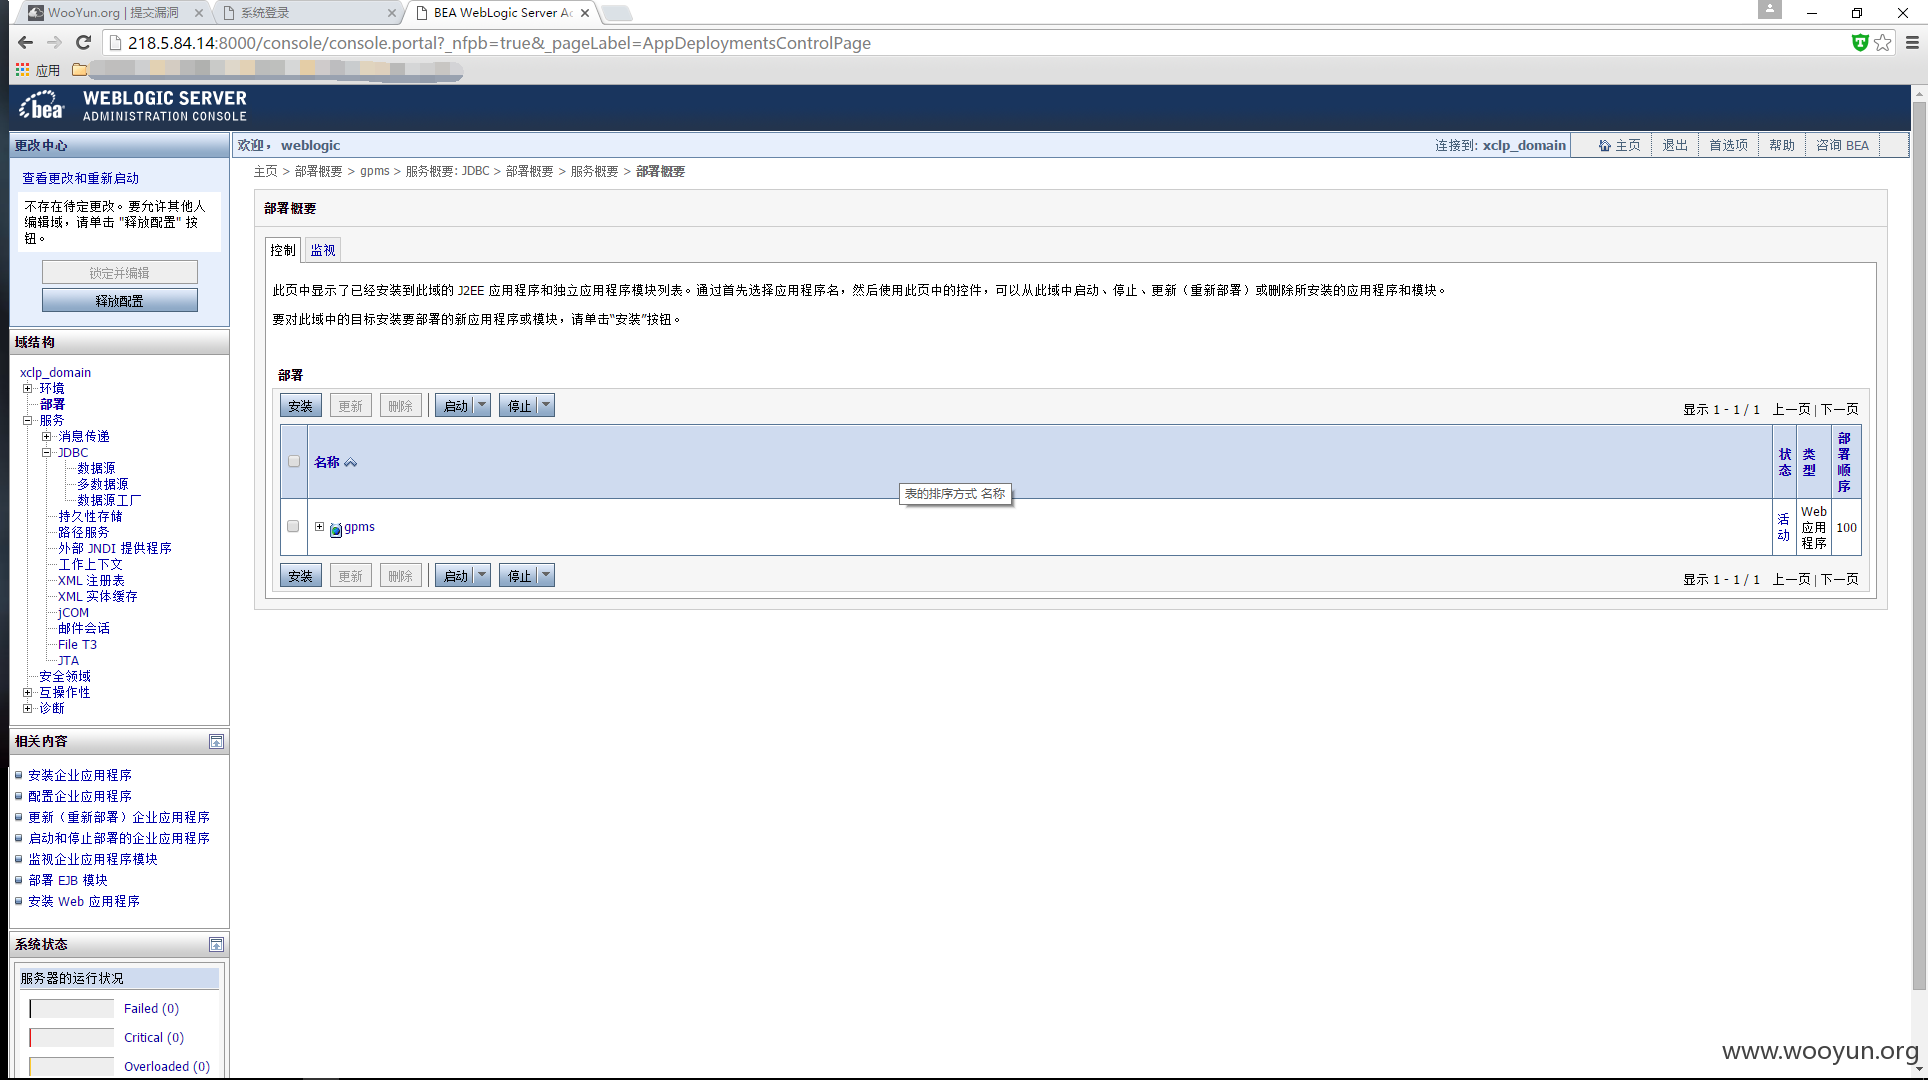 WooYun.org | 提交漏洞
系统登录
BEA WebLogic Server Ad
218.5.84.14:8000/console/console.portal?_nfpb=true&_pageLabel=AppDeploymentsControlPage
应用
bea
WEBLOGIC SERVER
ADMINISTRATION CONSOLE
更改中心
欢迎， weblogic
连接到: xclp_domain
主页
退出
首选项
帮助
咨询 BEA
查看更改和重新启动
不存在待定更改。要允许其他人
编辑域，请单击 "释放配置" 按
钮。
锁定并编辑
释放配置
主页 > 部署概要 > gpms > 服务概要: JDBC > 部署概要 > 服务概要 > 部署概要
部署概要
控制
监视
此页中显示了已经安装到此域的 J2EE 应用程序和独立应用程序模块列表。通过首先选择应用程序名，然后使用此页中的控件，可以从此域中启动、停止、更新（重新部署）或删除所安装的应用程序和模块。
要对此域中的目标安装要部署的新应用程序或模块，请单击“安装”按钮。
部署
安装
更新
删除
启动
停止
显示 1 - 1 / 1 上一页 | 下一页
名称
状态
类型
部署顺序
表的排序方式 名称
gpms
活动
Web 应用程序
100
安装
更新
删除
启动
停止
显示 1 - 1 / 1 上一页 | 下一页
域结构
xclp_domain
环境
部署
服务
消息传递
JDBC
数据源
多数据源
数据源工厂
持久性存储
路径服务
外部 JNDI 提供程序
工作上下文
XML 注册表
XML 实体缓存
jCOM
邮件会话
File T3
JTA
安全领域
互操作性
诊断
相关内容
安装企业应用程序
配置企业应用程序
更新（重新部署）企业应用程序
启动和停止部署的企业应用程序
监视企业应用程序模块
部署 EJB 模块
安装 Web 应用程序
系统状态
服务器的运行状况
Failed (0)
Critical (0)
Overloaded (0)
www.wooyun.org